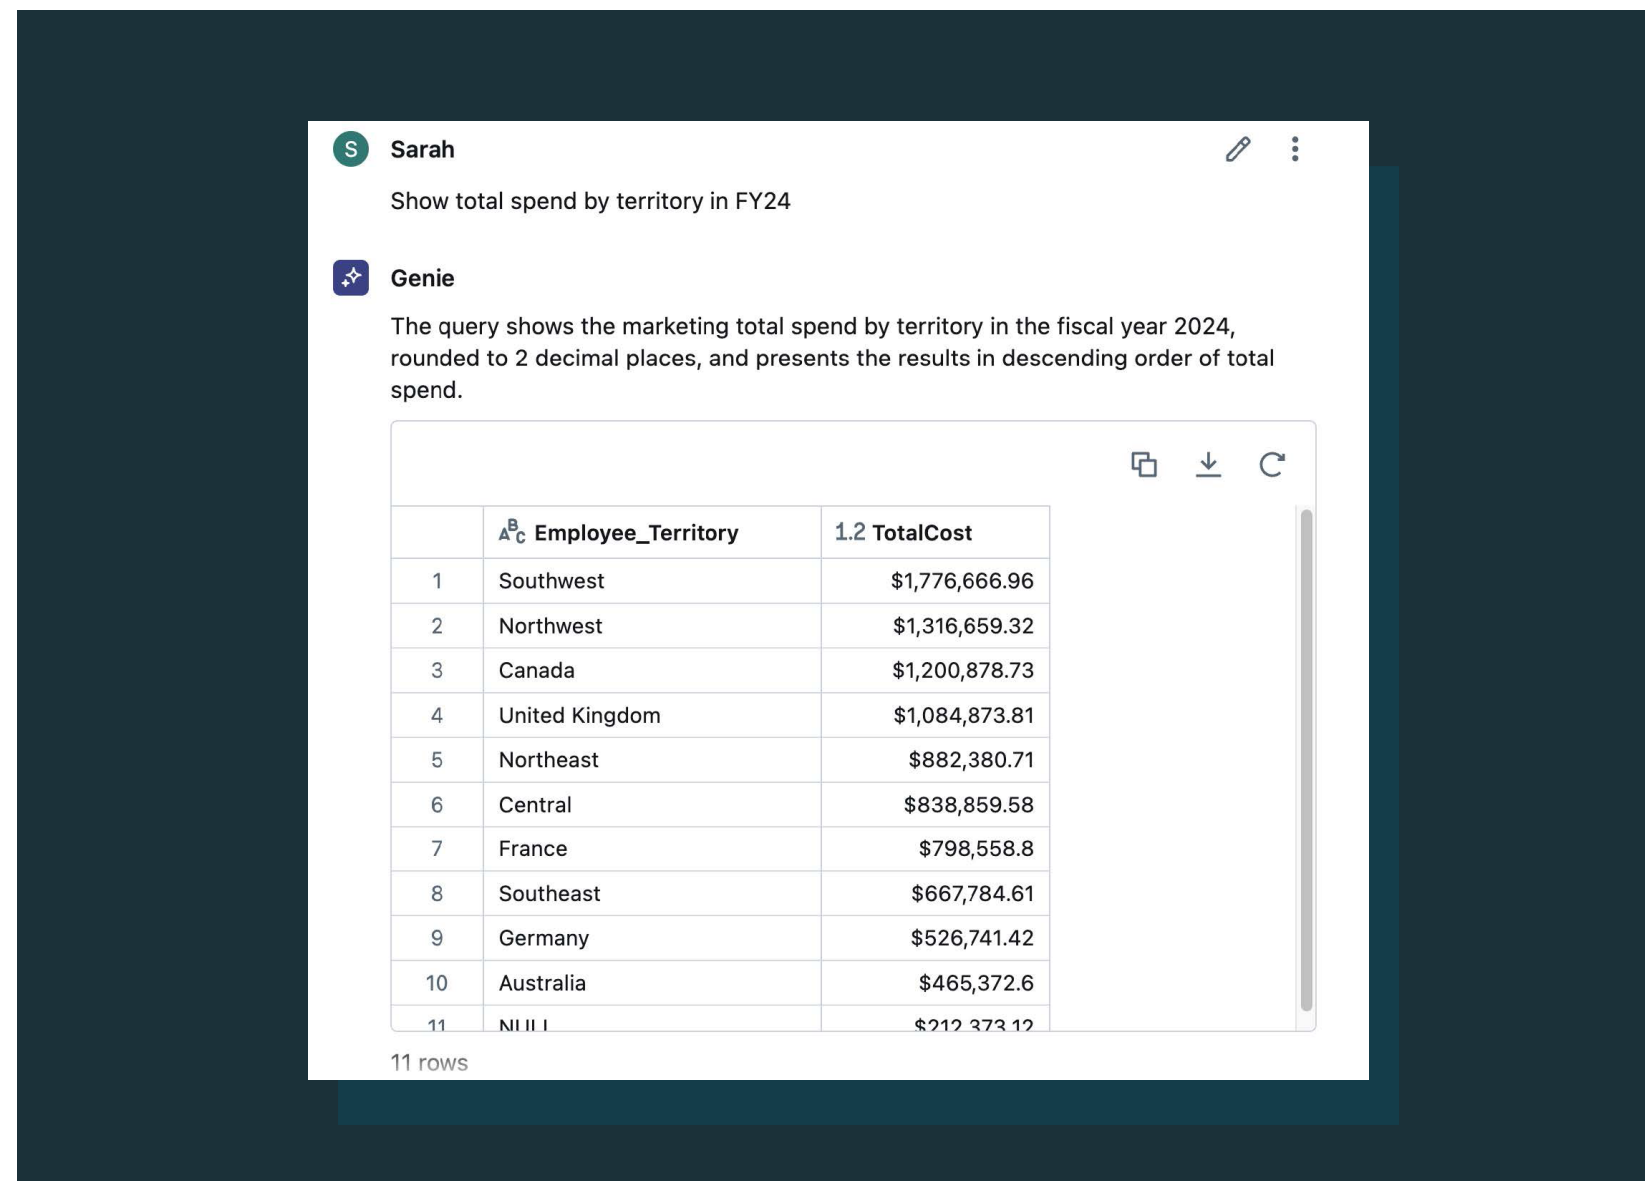 S Sarah
Show total spend by territory in FY24
Genie
The query shows the marketing total spend by territory in the fiscal year 2024,
rounded to 2 decimal places, and presents the results in descending order of total
spend.
ABC Employee_Territory 1.2 TotalCost
1 Southwest $1,776,666.96
2 Northwest $1,316,659.32
3 Canada $1,200,878.73
4 United Kingdom $1,084,873.81
5 Northeast $882,380.71
6 Central $838,859.58
7 France $798,558.8
8 Southeast $667,784.61
9 Germany $526,741.42
10 Australia $465,372.6
11 NULL $212,373.12
11 rows